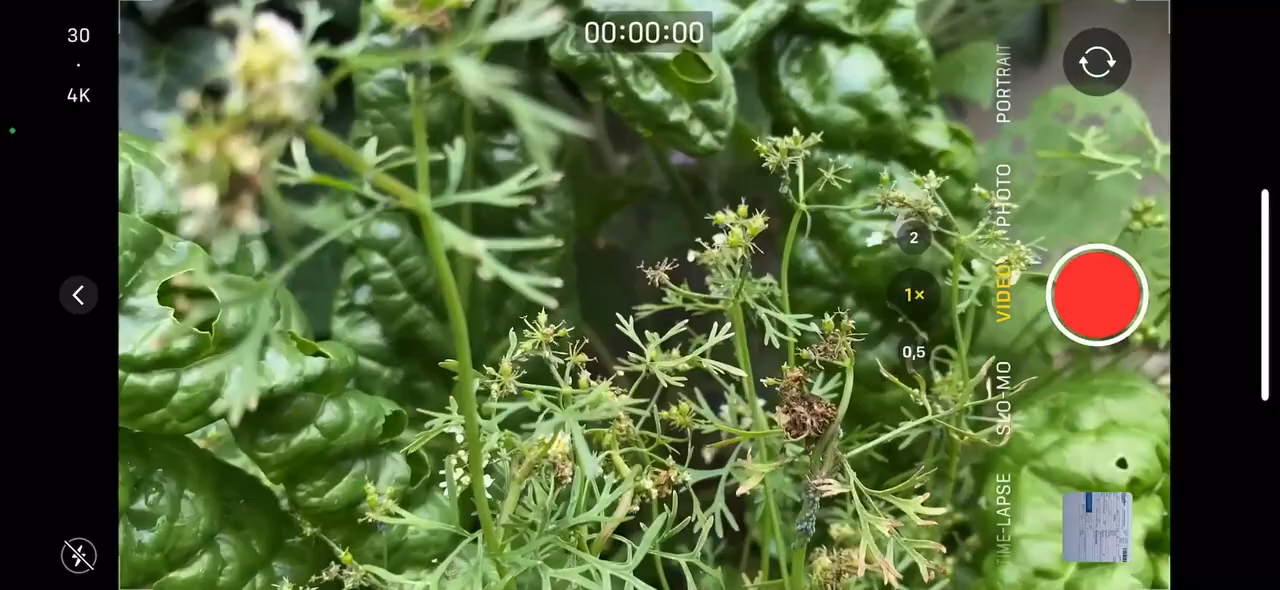 30
4K
00:00:00
PORTRAIT
PHOTO
VIDEO
SLO-MO
TIME-LAPSE
2
1×
0,5